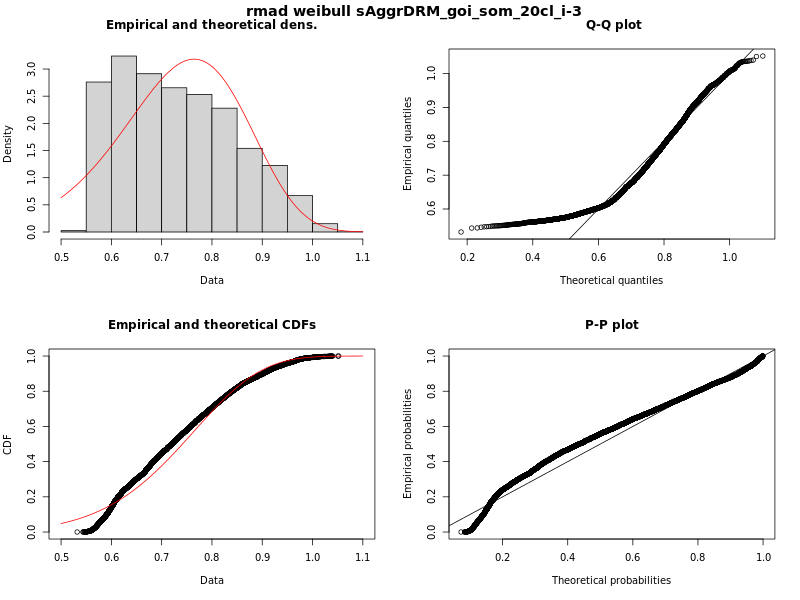 rmad weibull sAggrDRM_goi_som_20cl_i-3
Empirical and theoretical dens.
Density
0.0 0.5 1.0 1.5 2.0 2.5 3.0
0.5 0.6 0.7 0.8 0.9 1.0 1.1
Data
Q-Q plot
Empirical quantiles
0.6 0.7 0.8 0.9 1.0
0.2 0.4 0.6 0.8 1.0
Theoretical quantiles
Empirical and theoretical CDFs
CDF
0.0 0.2 0.4 0.6 0.8 1.0
0.5 0.6 0.7 0.8 0.9 1.0 1.1
Data
P-P plot
Empirical probabilities
0.0 0.2 0.4 0.6 0.8 1.0
0.2 0.4 0.6 0.8 1.0
Theoretical probabilities